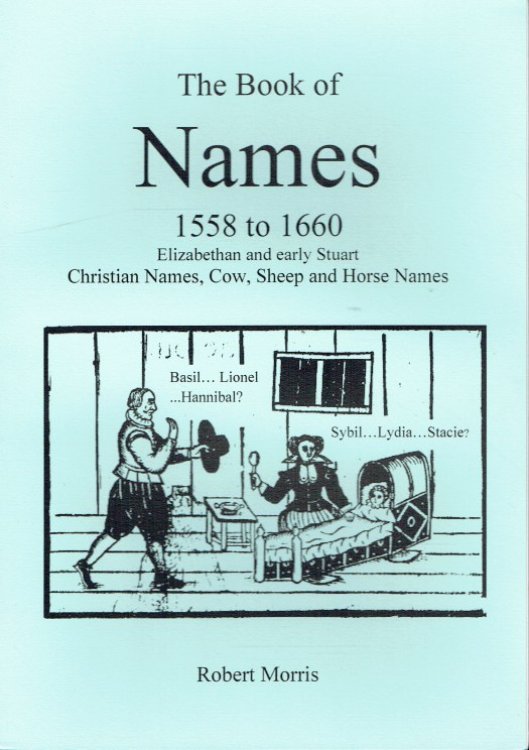 The Book of
Names
1558 to 1660
Elizabethan and early Stuart
Christian Names, Cow, Sheep and Horse Names
Basil… Lionel
...Hannibal?
Sybil…Lydia…Stacie?
Robert Morris